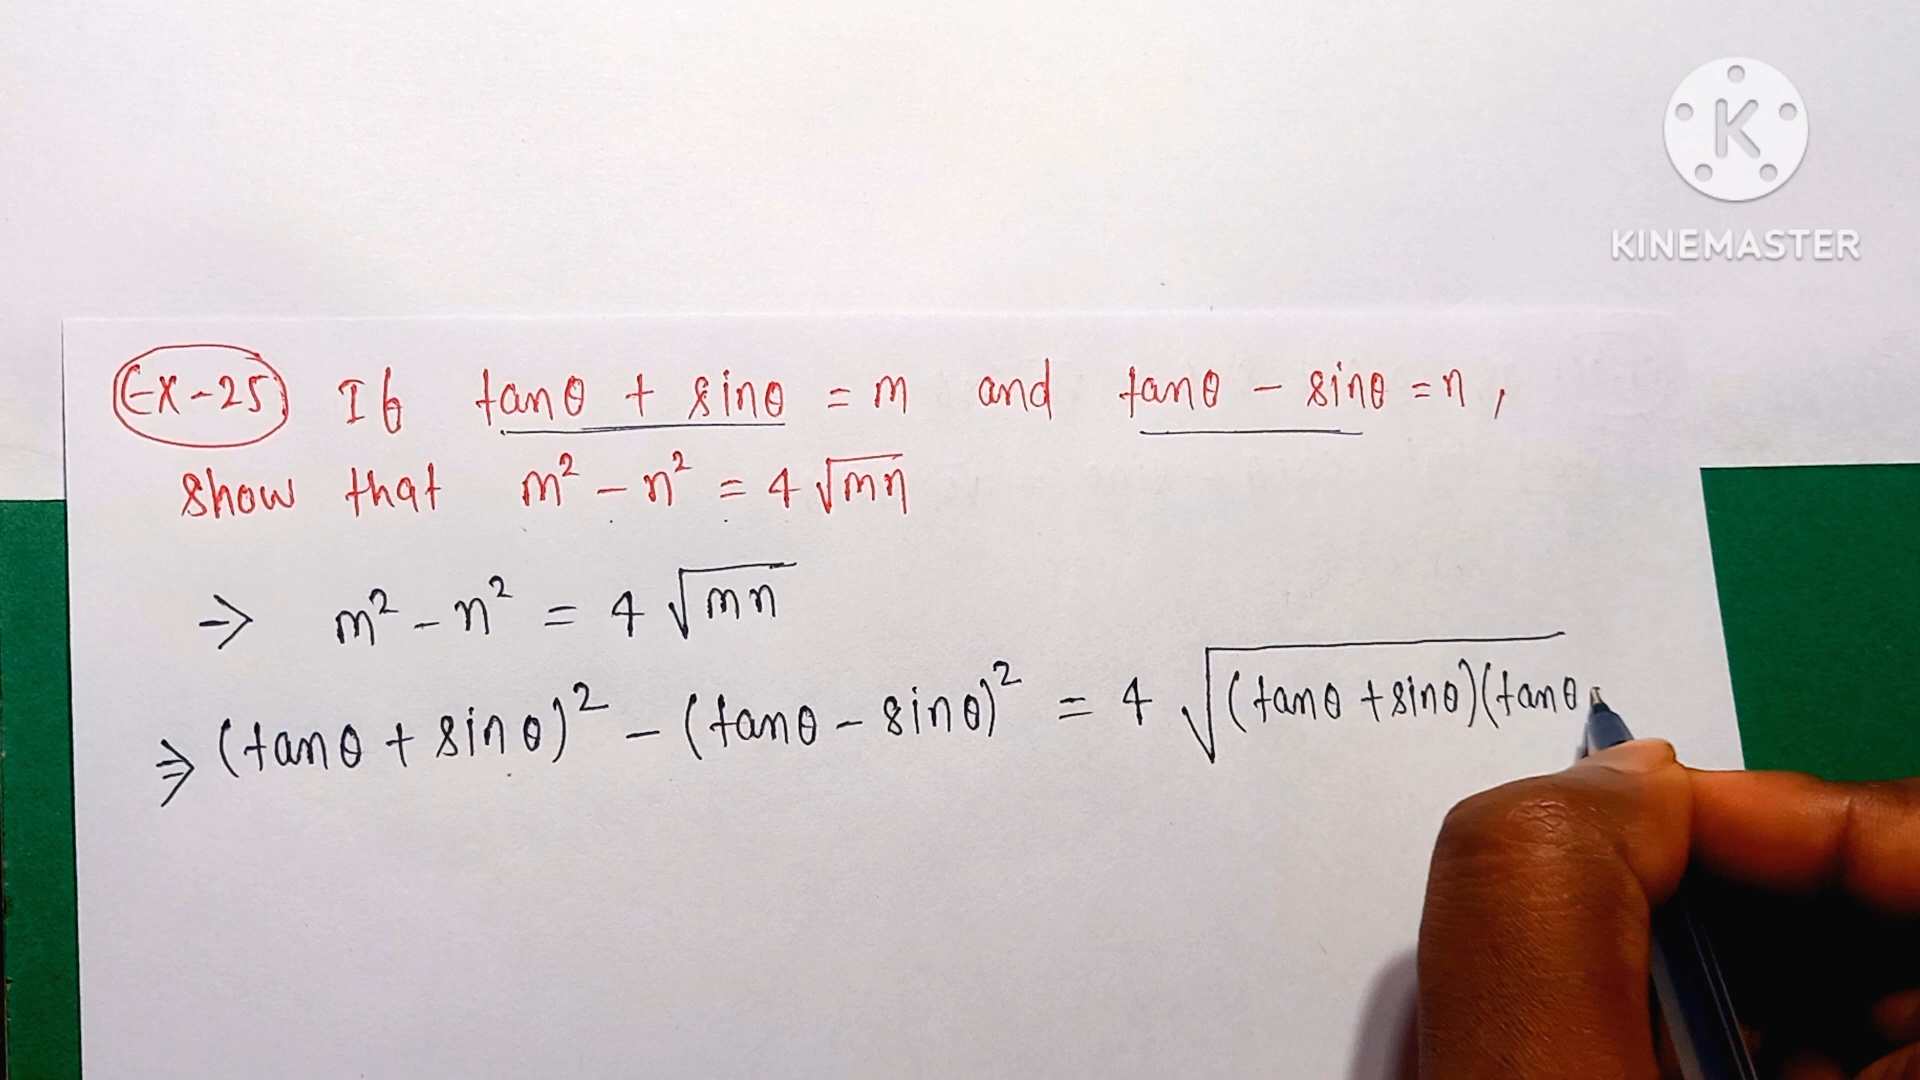 K
KINEMASTER
Ex-25 If tanθ + sinθ = m and tanθ - sinθ = n,
show that m² - n² = 4√mn
→ m² - n² = 4√mn
⇒ (tanθ + sinθ)² - (tanθ - sinθ)² = 4√(tanθ + sinθ)(tanθ